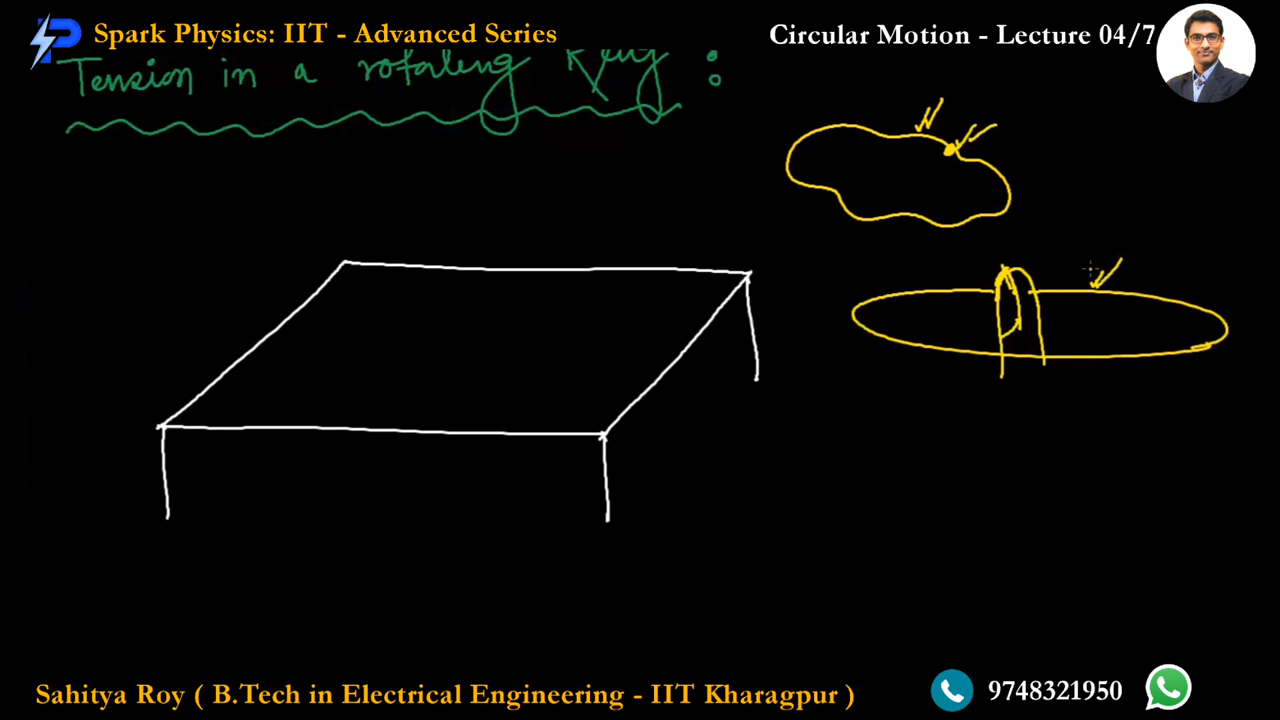 Spark Physics: IIT - Advanced Series
Circular Motion - Lecture 04/7
Tension in a rotating Ring :
Sahitya Roy ( B.Tech in Electrical Engineering - IIT Kharagpur )
9748321950